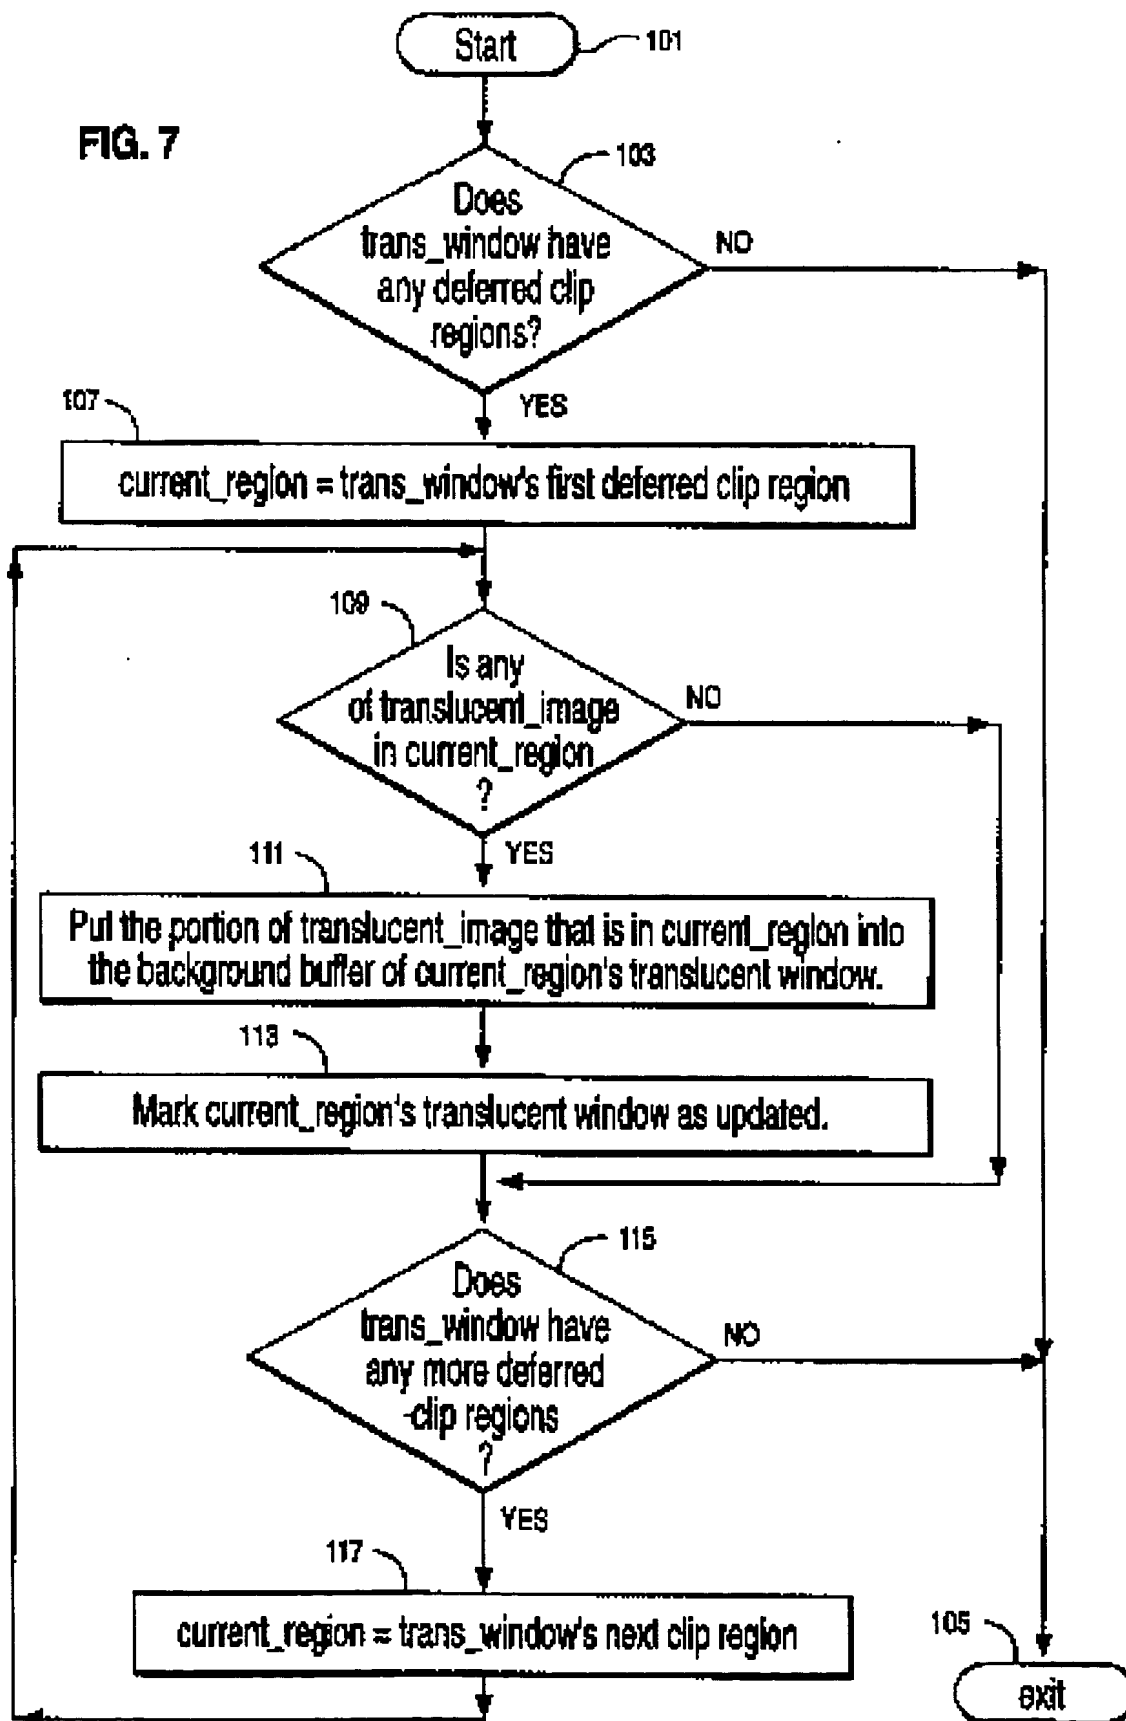 Start
101
FIG. 7
103
Does
trans_window have
any deferred clip
regions?
NO
YES
107
current_region = trans_window's first deferred clip region
109
Is any
of translucent_image
in current_region
?
NO
YES
111
Put the portion of translucent_image that is in current_region into
the background buffer of current_region's translucent window.
113
Mark current_region's translucent window as updated.
115
Does
trans_window have
any more deferred
clip regions
?
NO
YES
117
current_region = trans_window's next clip region
105
exit